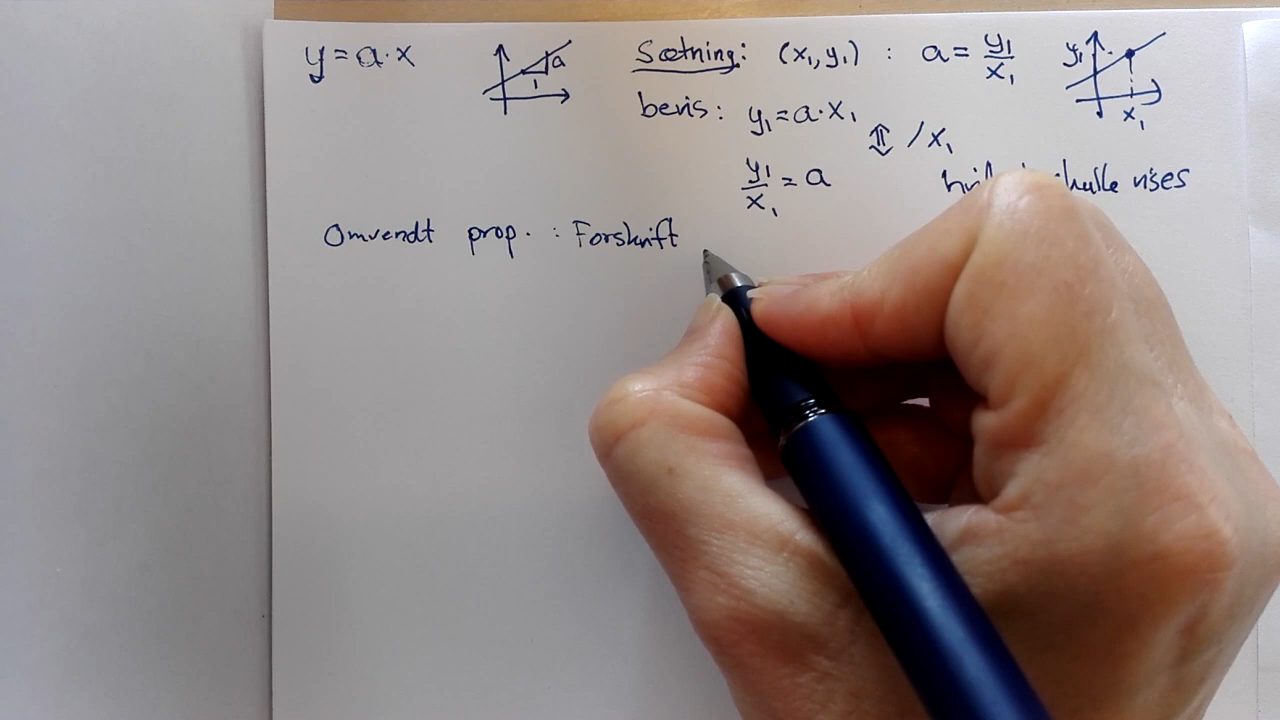 y = a·x
a
1
Sætning: (x₁, y₁) : a = y₁/x₁
y₁
x₁
bevis: y₁ = a·x₁
⇕ /x₁
y₁/x₁ = a
skulle vises
Omvendt prop. : Forskrift